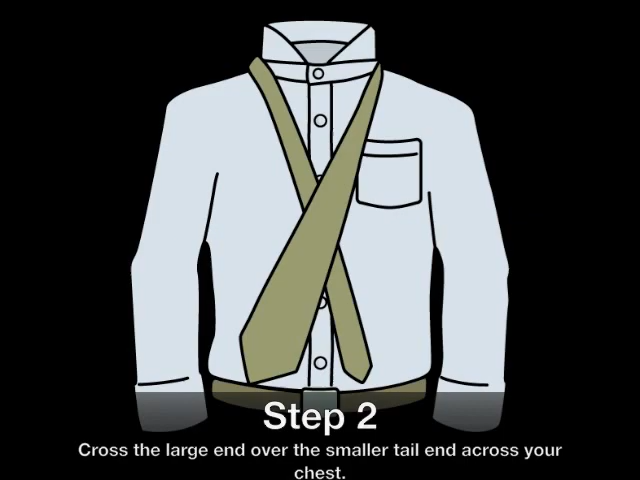 Step 2
Cross the large end over the smaller tail end across your
chest.